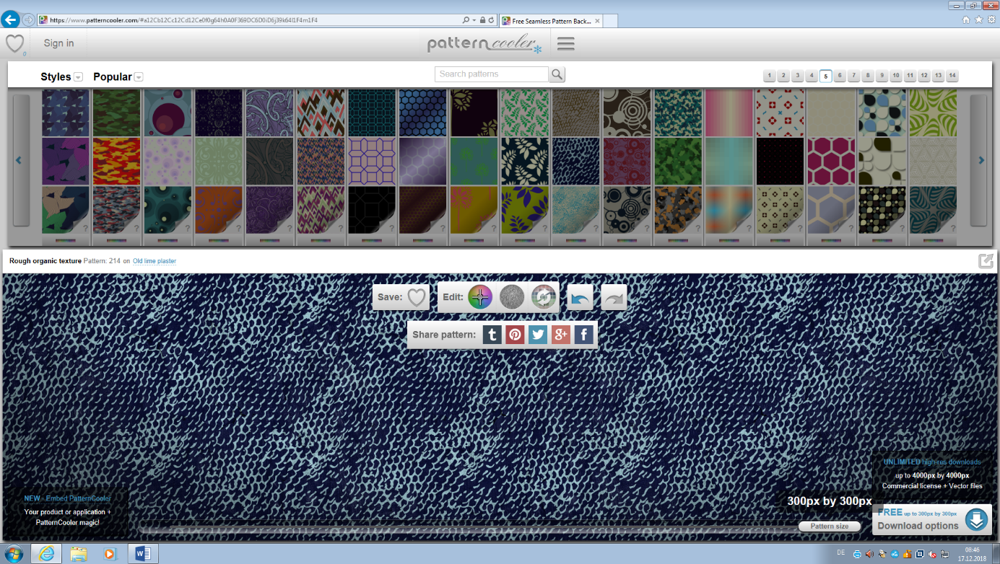 https://www.patterncooler.com/#a12Cb12Cc12Cd12Ce0f0g64h0A0F369DC6D0iD6j39k64l1F4m1F4
Free Seamless Pattern Back...
0
Sign in
patterncooler
Styles
Popular
Search patterns
1 2 3 4 5 6 7 8 9 10 11 12 13 14
? ? ? ? ? ? ? ? ? ? ? ? ? ? ? ? ? ?
Rough organic texture Pattern: 214 on Old lime plaster
Save:
Edit:
Share pattern:
UNLIMITED high-res downloads
up to 4000px by 4000px
Commercial license + Vector files
NEW - Embed PatternCooler
Your product or application +
PatternCooler magic!
300px by 300px
Pattern size
FREE up to 300px by 300px
Download options
DE
08:46
17.12.2018